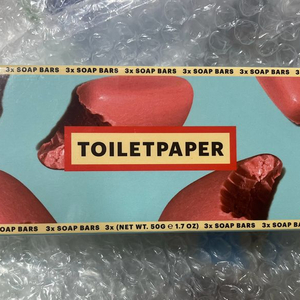 3x SOAP BARS 3x SOAP BARS 3x SOAP BARS 3x SOAP BARS 3x SOAP BARS
TOILETPAPER
SOAP BARS 3x SOAP BARS 3x (NET WT. 50G ℮ 1.7 OZ) 3x SOAP BARS 3x SOAP BARS